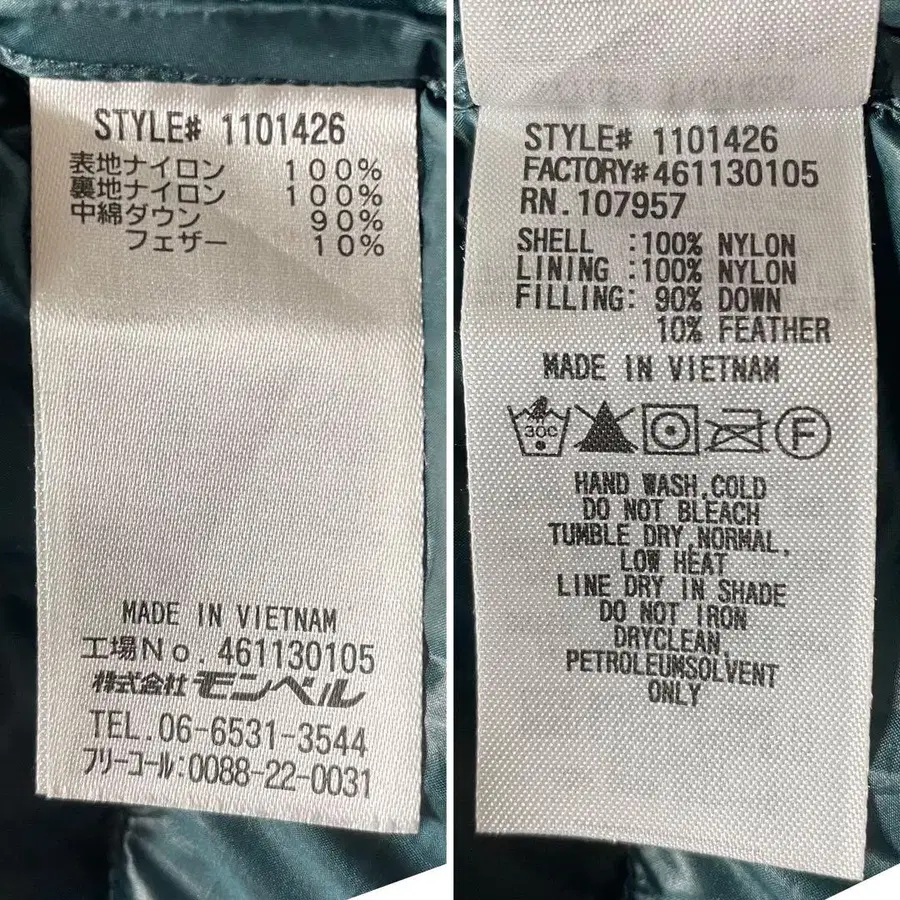 STYLE# 1101426
表地ナイロン 100%
裏地ナイロン 100%
中綿ダウン 90%
フェザー 10%
MADE IN VIETNAM
工場No. 461130105
株式会社 モンベル
TEL. 06-6531-3544
フリーコール:0088-22-0031
STYLE# 1101426
FACTORY#461130105
RN. 107957
SHELL :100% NYLON
LINING :100% NYLON
FILLING: 90% DOWN
10% FEATHER
MADE IN VIETNAM
30C
F
HAND WASH,COLD
DO NOT BLEACH
TUMBLE DRY,NORMAL,
LOW HEAT
LINE DRY IN SHADE
DO NOT IRON
DRYCLEAN,
PETROLEUMSOLVENT
ONLY